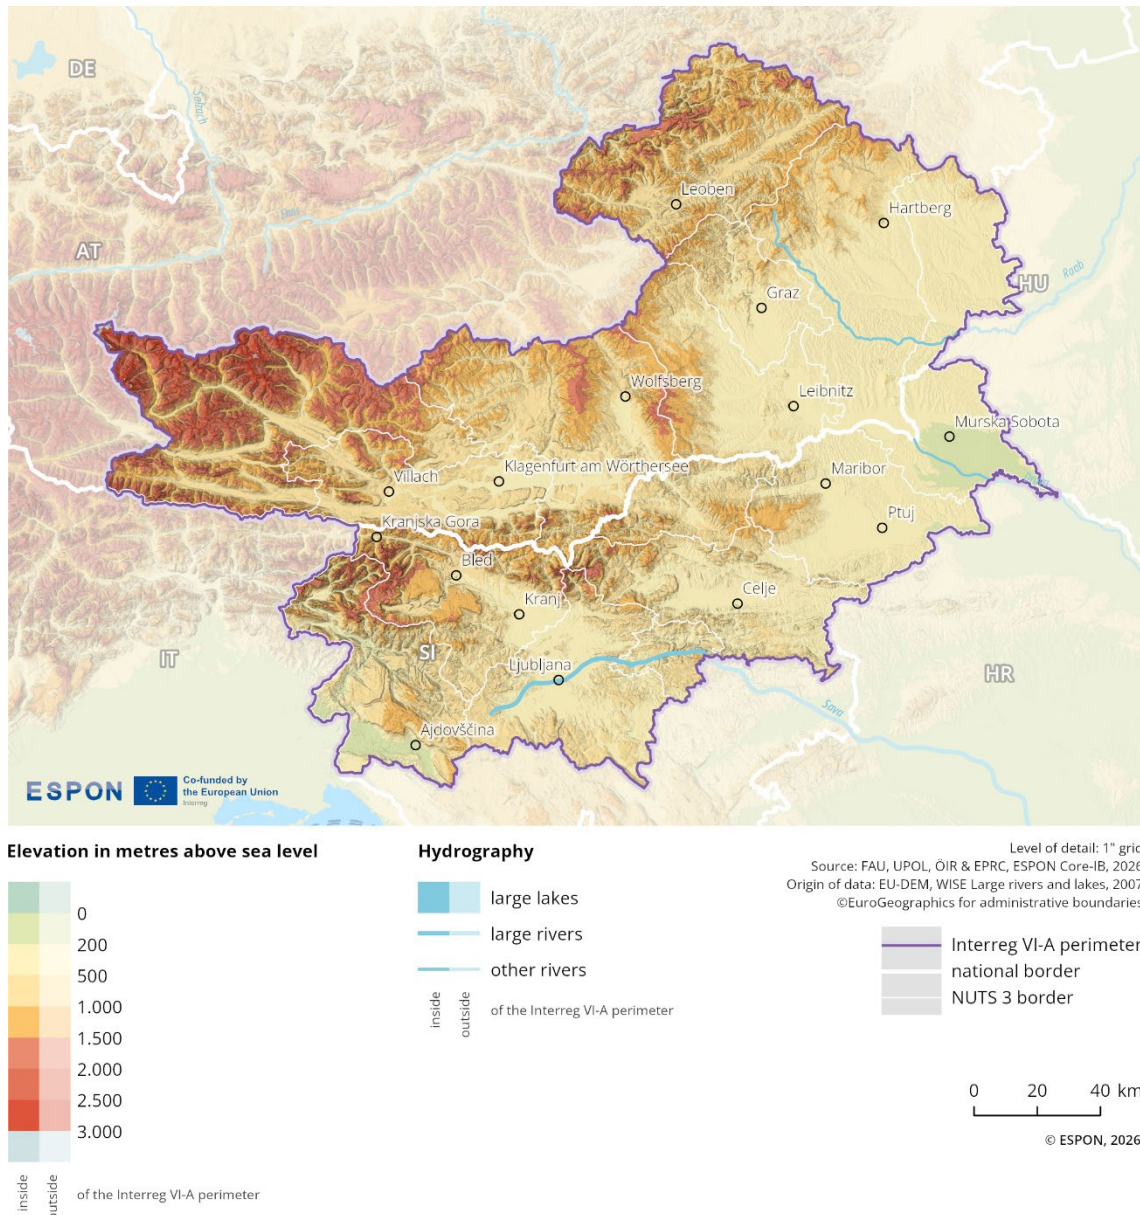 DE
Salzach
Leoben
Hartberg
Enns
AT
Raab
HU
Graz
Wolfsberg
Leibnitz
Murska Sobota
Klagenfurt am Wörthersee
Villach
Maribor
Ptuj
Kranjska Gora
Bled
Celje
Kranj
SI
IT
Ljubljana
HR
Sava
Ajdovščina
ESPON
Co-funded by
the European Union
Interreg
Elevation in metres above sea level
0
200
500
1.000
1.500
2.000
2.500
3.000
inside
outside
of the Interreg VI-A perimeter
Hydrography
large lakes
large rivers
other rivers
inside
outside
of the Interreg VI-A perimeter
Level of detail: 1" grid
Source: FAU, UPOL, ÖIR & EPRC, ESPON Core-IB, 2026
Origin of data: EU-DEM, WISE Large rivers and lakes, 2007
©EuroGeographics for administrative boundaries
Interreg VI-A perimeter
national border
NUTS 3 border
0 20 40 km
© ESPON, 2026